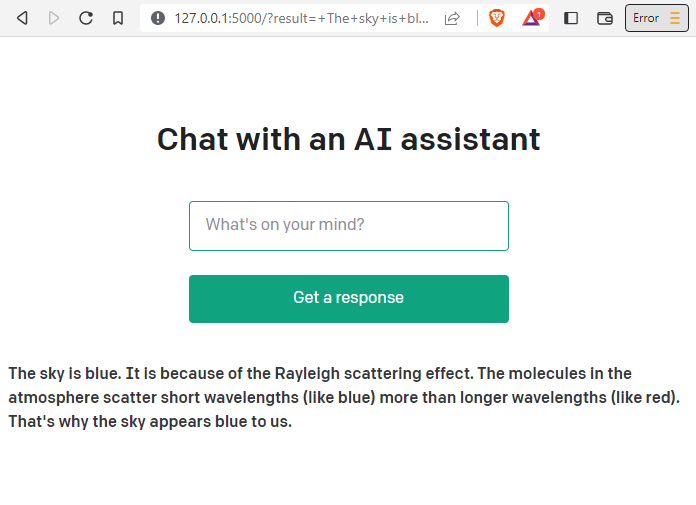 127.0.0.1:5000/?result=+The+sky+is+bl...
1
Error
Chat with an AI assistant
What's on your mind?
Get a response
The sky is blue. It is because of the Rayleigh scattering effect. The molecules in the
atmosphere scatter short wavelengths (like blue) more than longer wavelengths (like red).
That's why the sky appears blue to us.